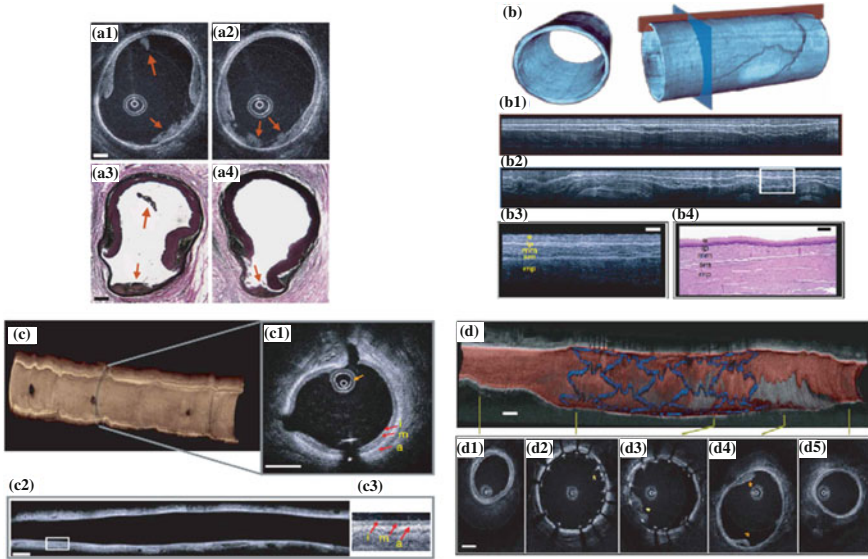 (a1)
(a2)
(a3)
(a4)
(b)
(b1)
(b2)
(b3)
(b4)
(c)
(c1)
i
m
a
(c2)
(c3)
i
m
a
(d)
(d1)
(d2)
(d3)
(d4)
(d5)